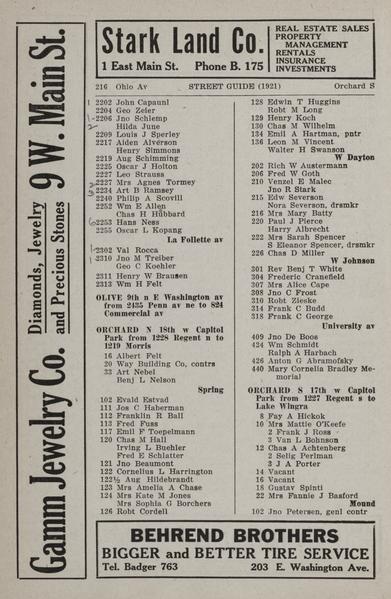 Gamm Jewelry Co. Diamonds, Jewelry and Precious Stones 9 W. Main St.
Stark Land Co.
1 East Main St. Phone B. 175
REAL ESTATE SALES
PROPERTY
MANAGEMENT
RENTALS
INSURANCE
INVESTMENTS
216 Ohio Av STREET GUIDE (1921) Orchard S
2202 John Capaunl
2204 Geo Zeler
2206 Jno Schlemp
Hilda June
2209 Louis J Sperley
2217 Aiden Alverson
Henry Simmons
2219 Aug Schimming
2225 Oscar J Holton
2227 Leo Strauss
2227 Mrs Agnes Tormey
2234 Art B Ramsey
2240 Philip A Scovill
2252 Wm E Allen
Chas H Hubbard
2253 Hans Ness
2255 Oscar L Kopang
La Follette av
2302 Val Rocca
2310 Jno M Treiber
Geo C Koehler
2311 Henry W Brausen
2313 Wm H Felt
OLIVE 9th n E Washington av
from 2435 Penn av ne to 824
Commercial av
ORCHARD N 18th w Capitol
Park from 1228 Regent n to
1219 Morris
16 Albert Felt
20 Way Building Co, contrs
33 Art Nebel
Benj L Nelson
Spring
102 Evald Estvad
111 Jos C Haberman
112 Franklin R Ball
113 Fred Fuss
117 Emil F Toepelmann
120 Chas M Hall
Irving L Buehler
Fred E Schlatter
121 Jno Beaumont
122 Cornelius L Harrington
122½ Aug Hildebrandt
123 Mrs Amelia A Chase
124 Mrs Kate M Jones
Mrs Sophia G Borchers
126 Robt Cordell
128 Edwin T Huggins
Robt M Long
129 Henry Koch
130 Chas M Wilhelm
134 Emil A Hartman, pntr
136 Leon M Vincent
Walter H Swanson
W Dayton
202 Rich W Austermann
206 Fred W Goth
210 Venzel E Malec
Jno R Stark
215 Edw Severson
Nora Severson, drsmkr
216 Mrs Mary Batty
220 Paul J Pierce
Harry Albrecht
222 Mrs Sarah Spencer
S Eleanor Spencer, drsmkr
226 Chas D Miller
W Johnson
301 Rev Benj T White
304 Frederic Cranefield
307 Mrs Alice Cape
308 Jno C Frost
310 Robt Zieske
314 Frank C Budd
318 Frank C George
University av
409 Jno De Boos
424 Wm Schmidt
Ralph A Harbach
426 Anton G Abramofsky
440 Mary Cornelia Bradley Me-
morial
ORCHARD S 17th w Capitol
Park from 1227 Regent s to
Lake Wingra
8 Fay A Hickok
10 Mrs Mattie O'Keefe
2 Frank J Ross
3 Van L Bohnson
12 Chas A Achtenberg
2 Selig Perlman
3 J A Porter
14 Vacant
16 Vacant
18 Gustav Spinti
22 Mrs Fannie J Basford
Mound
102 Jno Petersen, genl contr
BEHREND BROTHERS
BIGGER and BETTER TIRE SERVICE
Tel. Badger 763 203 E. Washington Ave.